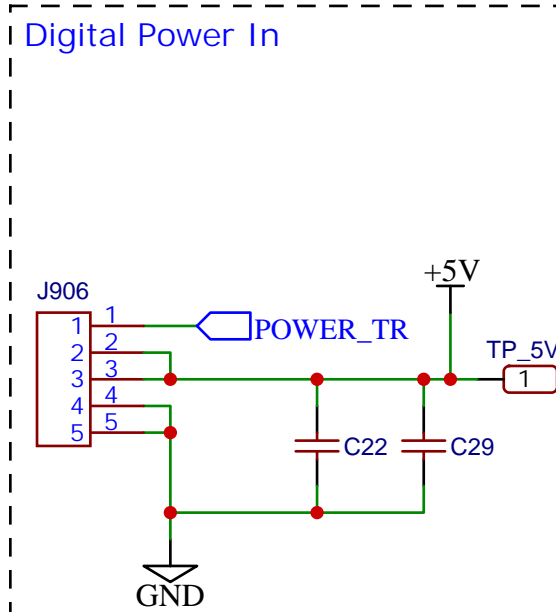 Digital Power In
+5V
J906
1 1 POWER_TR
2 2
TP_5V
3 3 1
4 4
5 5
C22 C29
GND